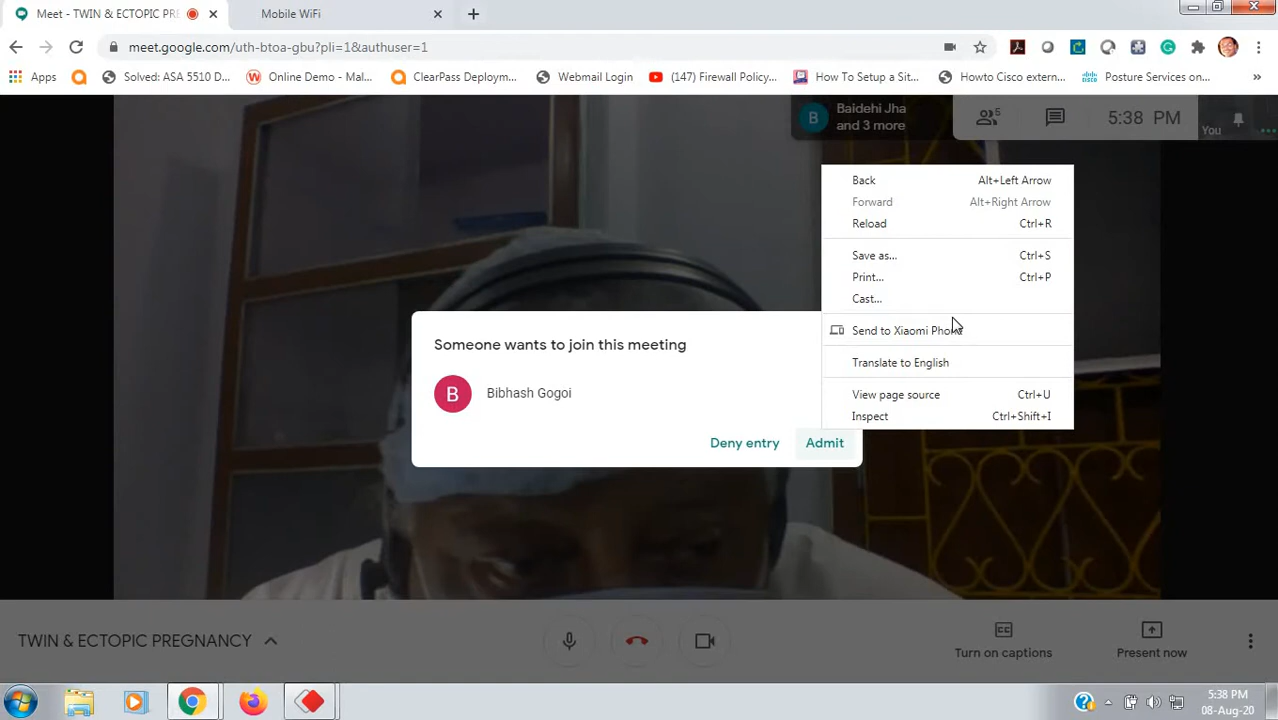 Meet - TWIN & ECTOPIC PRE
Mobile WiFi
meet.google.com/uth-btoa-gbu?pli=1&authuser=1
Apps
Solved: ASA 5510 D...
Online Demo - Mal...
ClearPass Deploym...
Webmail Login
(147) Firewall Policy...
How To Setup a Sit...
Howto Cisco extern...
Posture Services on...
»
B
Baidehi Jha
and 3 more
5
5:38 PM
You
Back Alt+Left Arrow
Forward Alt+Right Arrow
Reload Ctrl+R
Save as... Ctrl+S
Print... Ctrl+P
Cast...
Send to Xiaomi Phone
Translate to English
View page source Ctrl+U
Inspect Ctrl+Shift+I
Someone wants to join this meeting
B
Bibhash Gogoi
Deny entry
Admit
TWIN & ECTOPIC PREGNANCY
CC
Turn on captions
Present now
5:38 PM
08-Aug-20